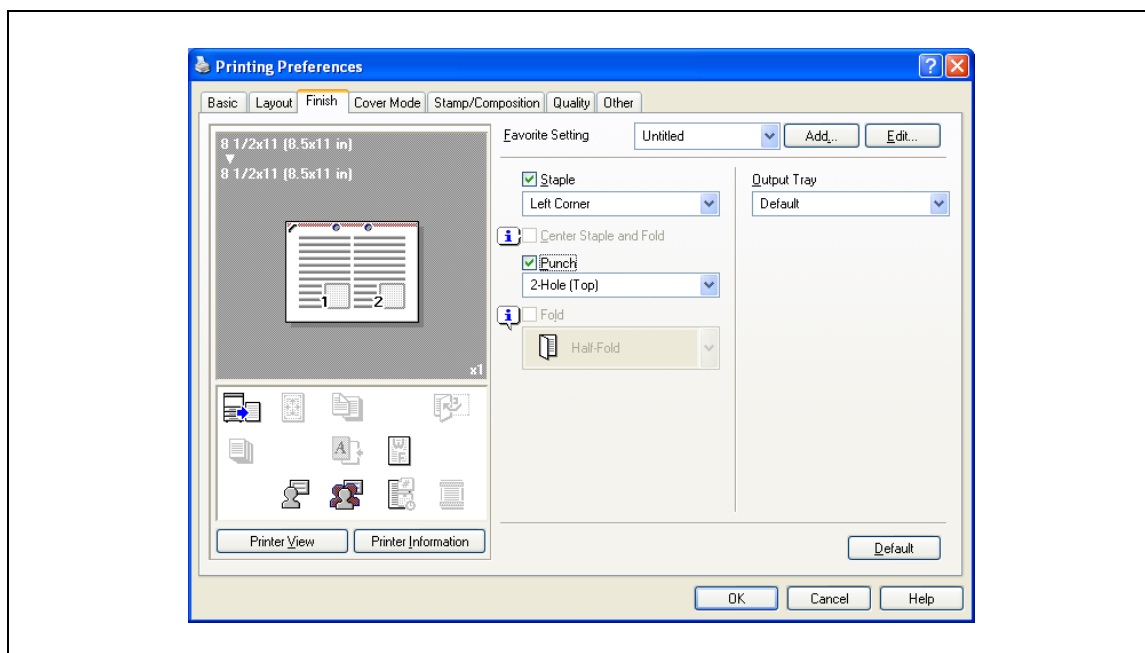 Printing Preferences
Basic Layout Finish Cover Mode Stamp/Composition Quality Other
8 1/2x11 (8.5x11 in)
8 1/2x11 (8.5x11 in)
1 2
x1
Printer View Printer Information
Favorite Setting Untitled Add... Edit...
Staple
Left Corner
Center Staple and Fold
Punch
2-Hole (Top)
Fold
Half-Fold
Output Tray
Default
Default
OK Cancel Help